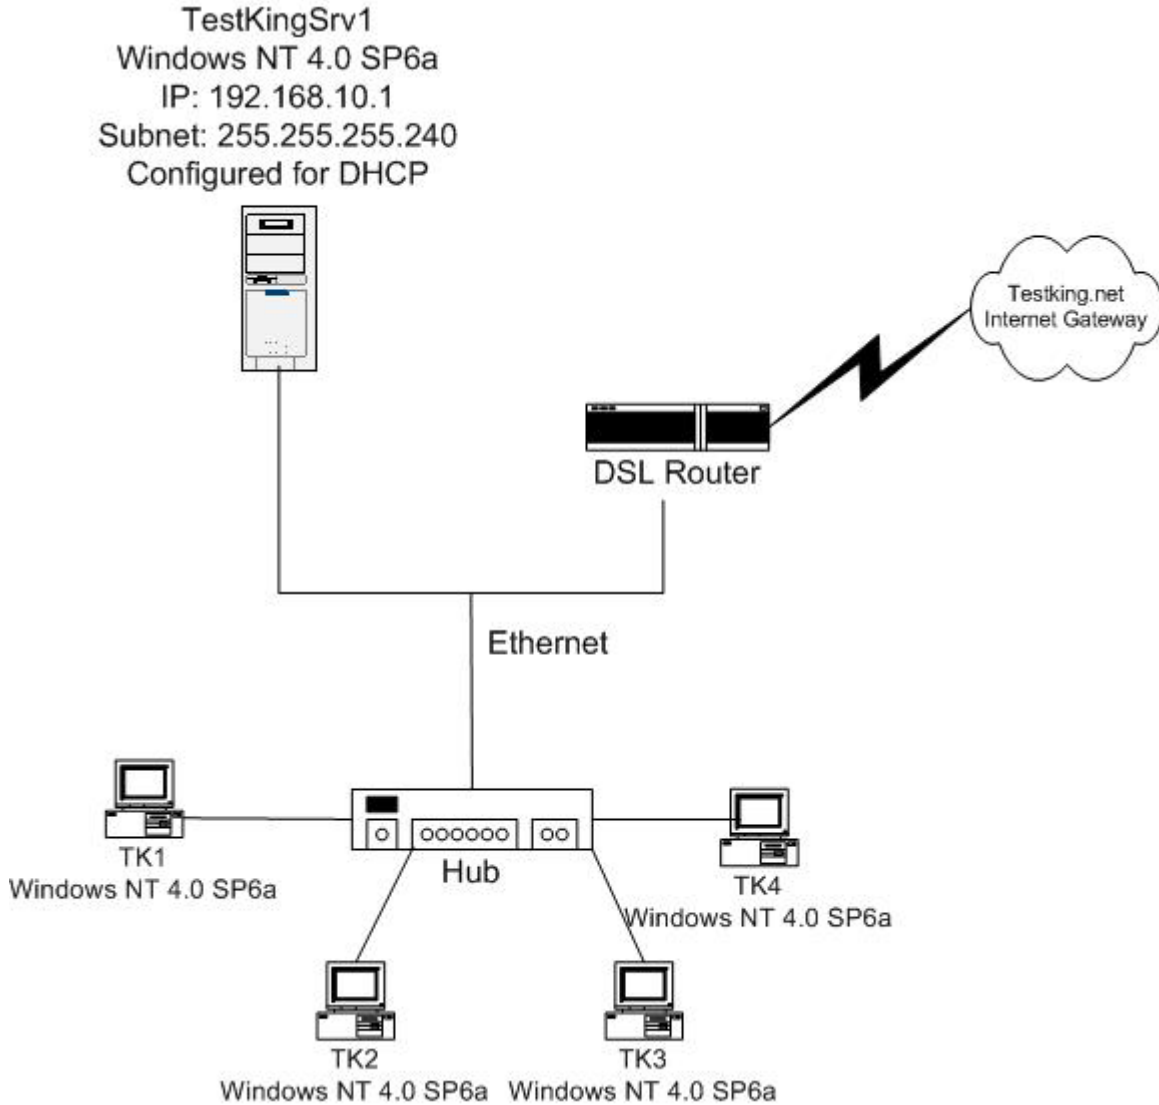 TestKingSrv1
Windows NT 4.0 SP6a
IP: 192.168.10.1
Subnet: 255.255.255.240
Configured for DHCP
Testking.net
Internet Gateway
DSL Router
Ethernet
Hub
TK1
Windows NT 4.0 SP6a
TK4
Windows NT 4.0 SP6a
TK2
Windows NT 4.0 SP6a
TK3
Windows NT 4.0 SP6a